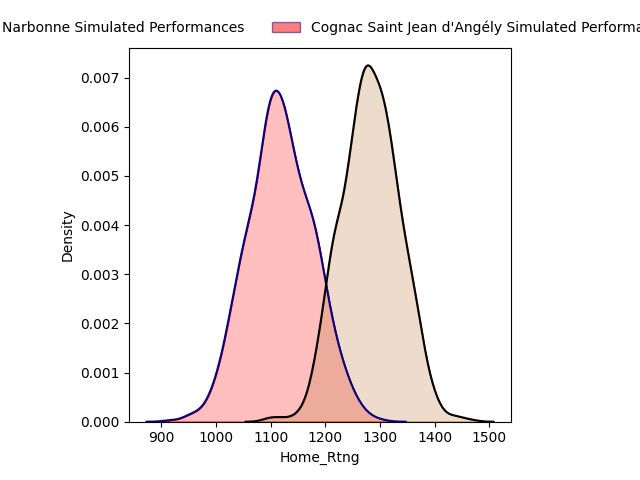 Narbonne Simulated Performances
Cognac Saint Jean d'Angély Simulated Performa
0.007
0.006
0.005
0.004
0.003
0.002
0.001
0.000
Density
900 1000 1100 1200 1300 1400 1500
Home_Rtng